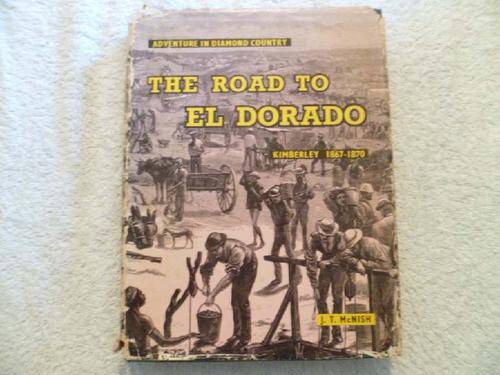 ADVENTURE IN DIAMOND COUNTRY
THE ROAD TO
EL DORADO
KIMBERLEY 1867-1870
J. T. McNISH